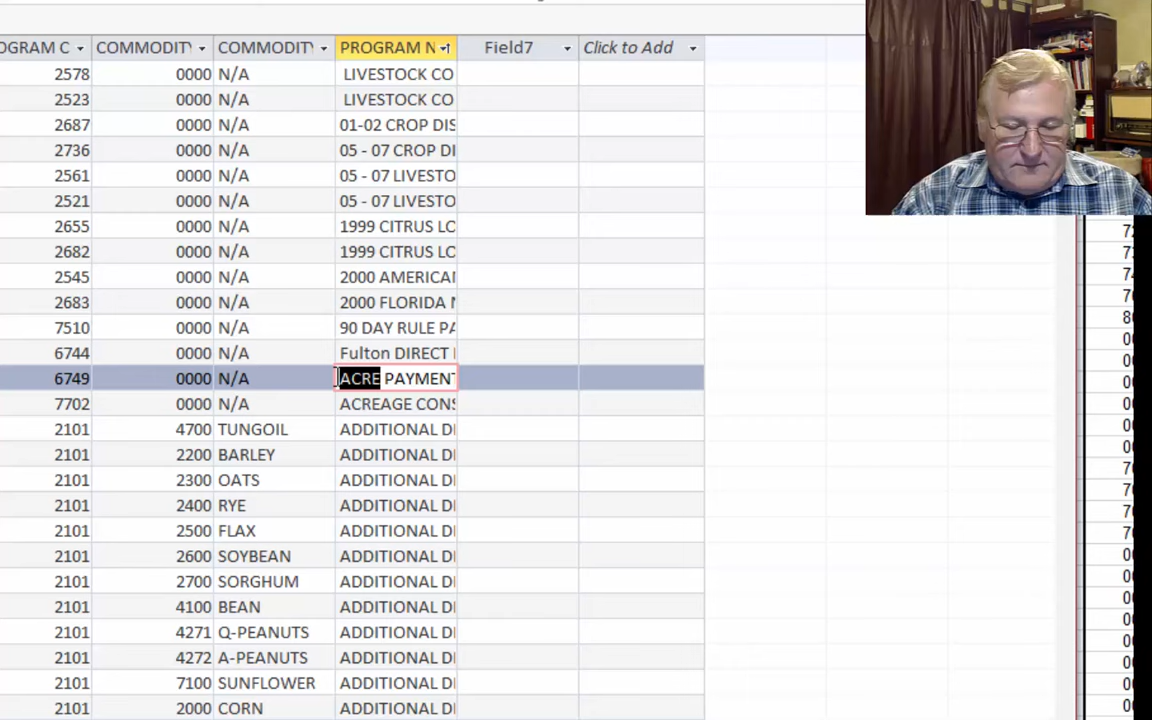 OGRAM C COMMODITY COMMODITY PROGRAM N Field7 Click to Add
2578 0000 N/A LIVESTOCK CO
2523 0000 N/A LIVESTOCK CO
2687 0000 N/A 01-02 CROP DIS
2736 0000 N/A 05 - 07 CROP DI
2561 0000 N/A 05 - 07 LIVESTO
2521 0000 N/A 05 - 07 LIVESTO
2655 0000 N/A 1999 CITRUS LO
2682 0000 N/A 1999 CITRUS LO
2545 0000 N/A 2000 AMERICAN
2683 0000 N/A 2000 FLORIDA N
7510 0000 N/A 90 DAY RULE PA
6744 0000 N/A Fulton DIRECT
6749 0000 N/A ACRE PAYMENT
7702 0000 N/A ACREAGE CONS
2101 4700 TUNGOIL ADDITIONAL DI
2101 2200 BARLEY ADDITIONAL DI
2101 2300 OATS ADDITIONAL DI
2101 2400 RYE ADDITIONAL DI
2101 2500 FLAX ADDITIONAL DI
2101 2600 SOYBEAN ADDITIONAL DI
2101 2700 SORGHUM ADDITIONAL DI
2101 4100 BEAN ADDITIONAL DI
2101 4271 Q-PEANUTS ADDITIONAL DI
2101 4272 A-PEANUTS ADDITIONAL DI
2101 7100 SUNFLOWER ADDITIONAL DI
2101 2000 CORN ADDITIONAL DI